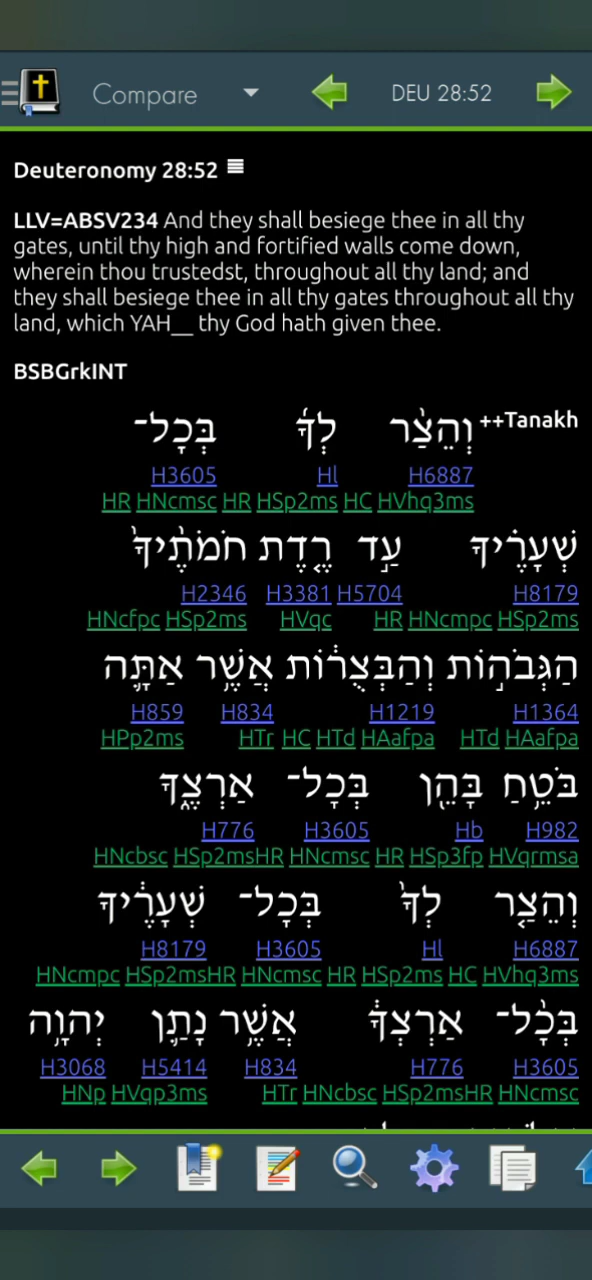 Compare
DEU 28:52
Deuteronomy 28:52
LLV=ABSV234 And they shall besiege thee in all thy
gates, until thy high and fortified walls come down,
wherein thou trustedst, throughout all thy land; and
they shall besiege thee in all thy gates throughout all thy
land, which YAH__ thy God hath given thee.
BSBGrkINT
++Tanakh וְהֵצַ֨ר לְךָ֜ בְּכָל־
H3605 Hl H6887
HR HNcmsc HR HSp2ms HC HVhq3ms
שְׁעָרֶ֗יךָ עַ֣ד רֶ֤דֶת חֹמֹתֶ֙יךָ֙
H2346 H3381 H5704 H8179
HNcfpc HSp2ms HVqc HR HNcmpc HSp2ms
הַגְּבֹהֹ֣ות וְהַבְּצֻרֹ֔ות אֲשֶׁ֥ר אַתָּ֛ה
H859 H834 H1219 H1364
HPp2ms HTr HC HTd HAafpa HTd HAafpa
בֹּטֵ֥חַ בָּהֵ֖ן בְּכָל־ אַרְצֶ֑ךָ
H776 H3605 Hb H982
HNcbsc HSp2msHR HNcmsc HR HSp3fp HVqrmsa
וְהֵצַ֤ר לְךָ֙ בְּכָל־ שְׁעָרֶ֔יךָ
H8179 H3605 Hl H6887
HNcmpc HSp2msHR HNcmsc HR HSp2ms HC HVhq3ms
בְּכָ֨ל־ אַרְצְךָ֔ אֲשֶׁ֥ר נָתַ֛ן יְהוָ֥ה
H3068 H5414 H834 H776 H3605
HNp HVqp3ms HTr HNcbsc HSp2msHR HNcmsc